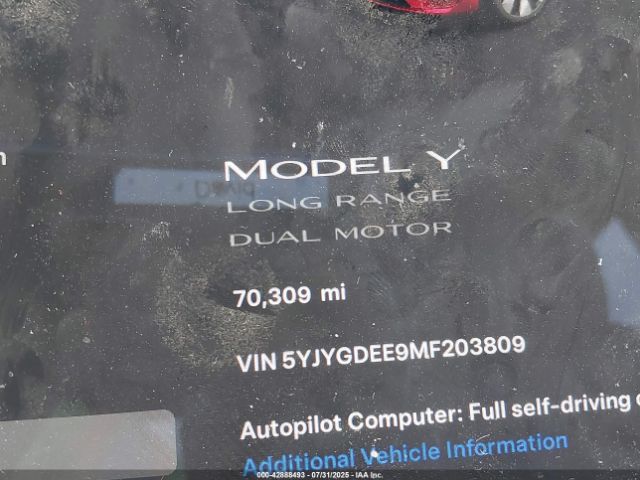 MODEL Y
LONG RANGE
DUAL MOTOR
70,309 mi
VIN 5YJYGDEE9MF203809
Autopilot Computer: Full self-driving
Additional Vehicle Information
000-42888493 - 07/31/2025 - IAA Inc.